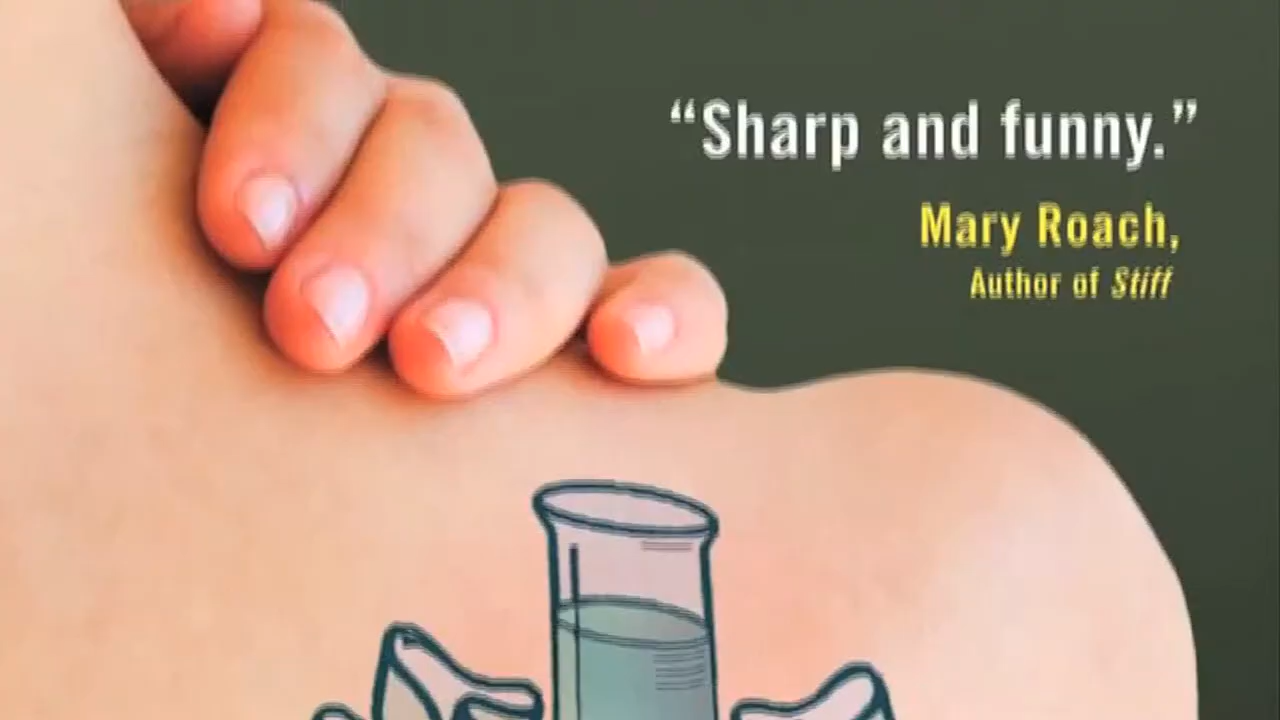 “Sharp and funny.”
Mary Roach,
Author of Stiff